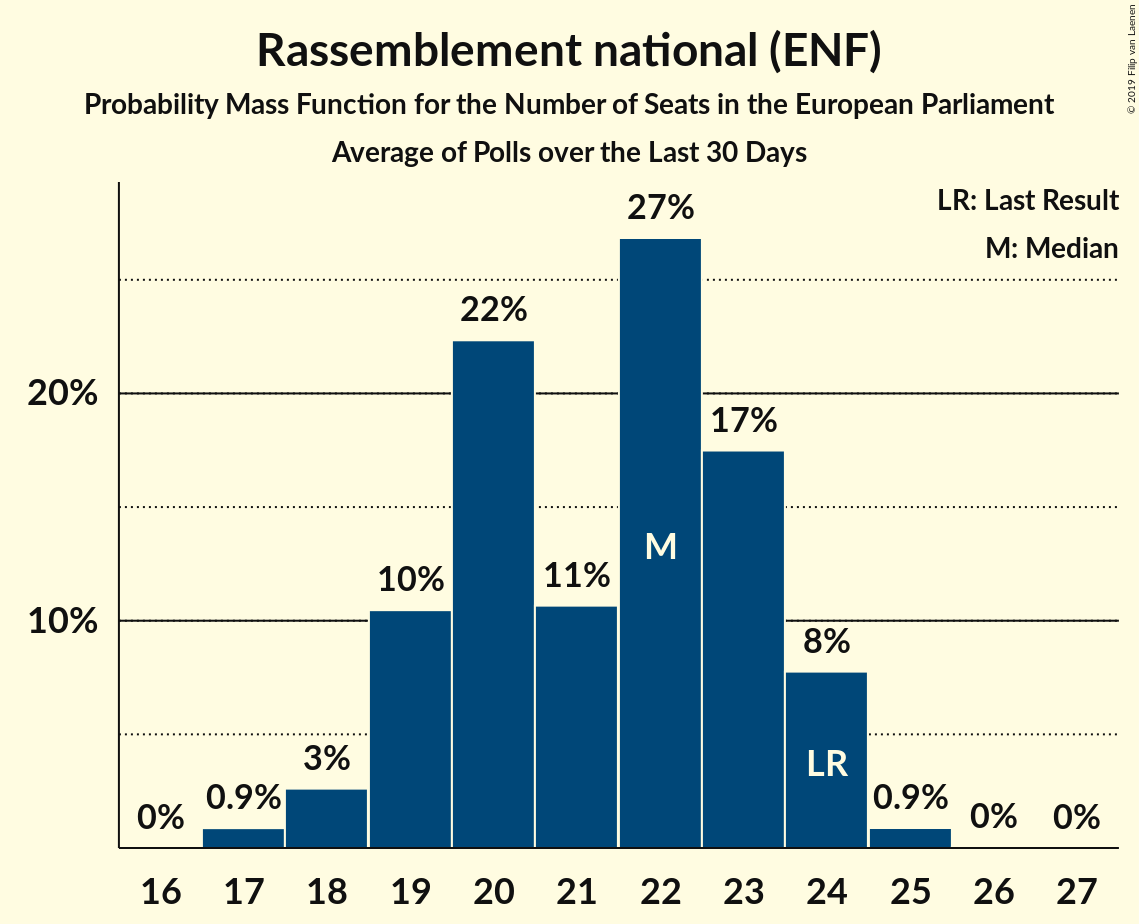 Rassemblement national (ENF)
Probability Mass Function for the Number of Seats in the European Parliament
Average of Polls over the Last 30 Days
© 2019 Filip van Laenen
LR: Last Result
M: Median
27%
22%
20%
17%
M
11%
10%
10%
8%
LR
3%
0.9%
0.9%
0%
0%
0%
16 17 18 19 20 21 22 23 24 25 26 27